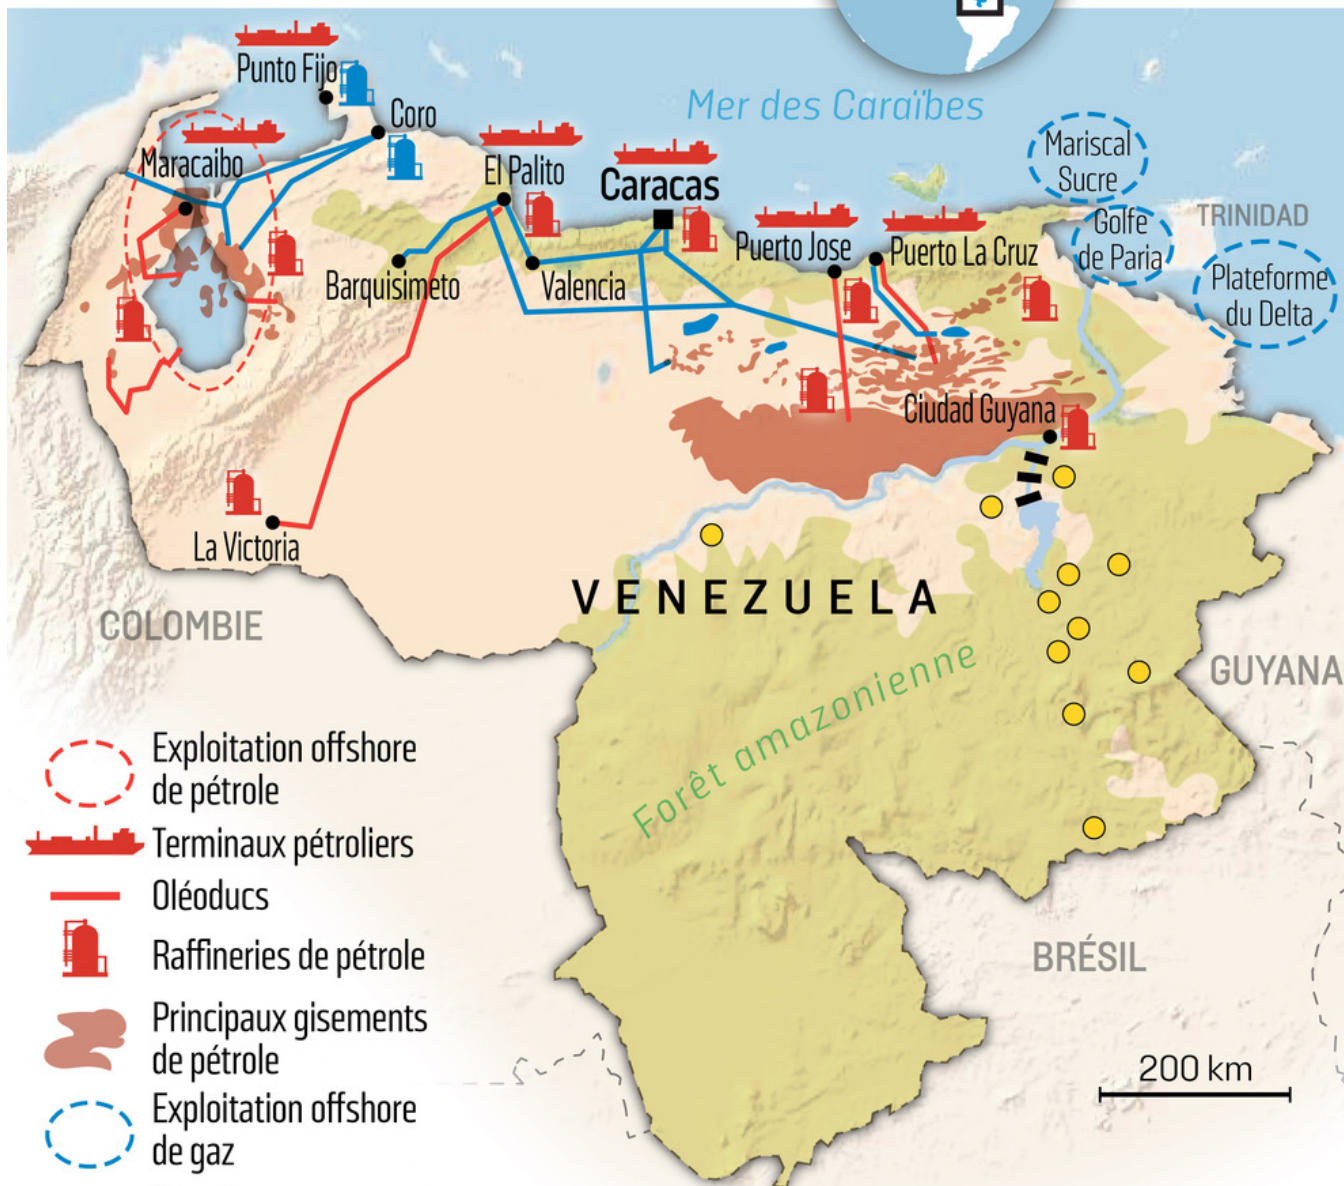 Punto Fijo
Coro
Mer des Caraïbes
Maracaibo
El Palito
Caracas
Mariscal
Sucre
TRINIDAD
Golfe
de Paria
Puerto Jose
Puerto La Cruz
Barquisimeto
Valencia
Plateforme
du Delta
Ciudad Guyana
La Victoria
VENEZUELA
COLOMBIE
GUYANA
Forêt amazonienne
BRÉSIL
200 km
Exploitation offshore
de pétrole
Terminaux pétroliers
Oléoducs
Raffineries de pétrole
Principaux gisements
de pétrole
Exploitation offshore
de gaz